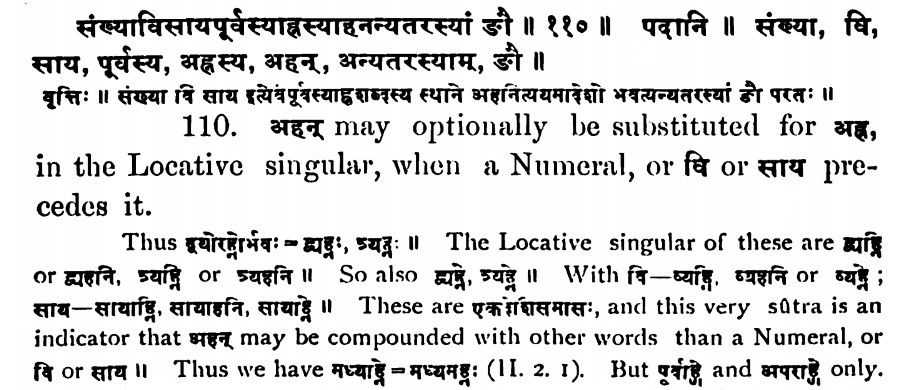 संख्याविसायपूर्वस्याह्नस्याहनन्यतरस्यां ङौ ॥ ११० ॥ पदानि ॥ संख्या, वि,
साय, पूर्वस्य, अह्नस्य, अहन्, अन्यतरस्याम्, ङौ ॥
वृत्तिः ॥ संख्या वि साय इत्येवंपूर्वस्याह्नशब्दस्य स्थाने अहनित्ययमादेशो भवत्यन्यतरस्यां ङौ परतः ॥
110. अहन् may optionally be substituted for अह्न,
in the Locative singular, when a Numeral, or वि or साय pre-
cedes it.
Thus द्वयोरह्नोर्भवः = द्व्यह्नः, त्र्यह्नः ॥ The Locative singular of these are द्व्यह्नि
or द्व्यहनि, त्र्यह्नि or त्र्यहनि ॥ So also द्व्यह्ने, त्र्यह्ने ॥ With वि—व्यह्नि, व्यहनि or व्यह्ने ;
साय—सायाह्नि, सायाहनि, सायाह्ने ॥ These are एकदेशिसमासः, and this very sûtra is an
indicator that अहन् may be compounded with other words than a Numeral, or
वि or साय ॥ Thus we have मध्याह्ने = मध्यमह्नः (II. 2. 1). But पूर्वाह्णे and अपराह्णे only.